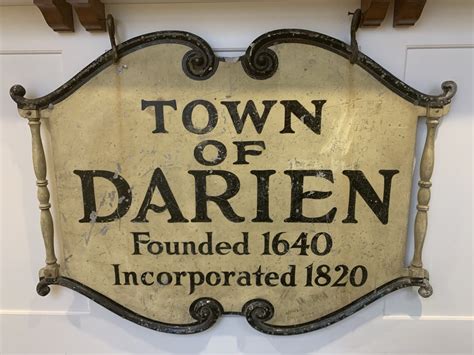 TOWN
OF
DARIEN
Founded 1640
Incorporated 1820